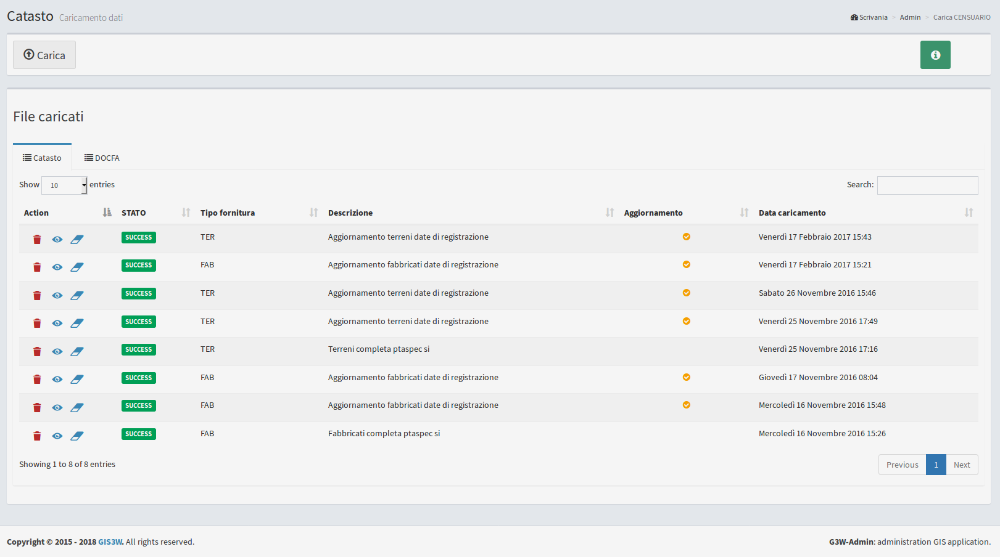 Catasto Caricamento dati
Scrivania > Admin > Carica CENSUARIO
Carica
File caricati
Catasto DOCFA
Show 10 entries Search:
Action STATO Tipo fornitura Descrizione Aggiornamento Data caricamento
SUCCESS TER Aggiornamento terreni date di registrazione Venerdì 17 Febbraio 2017 15:43
SUCCESS FAB Aggiornamento fabbricati date di registrazione Venerdì 17 Febbraio 2017 15:21
SUCCESS TER Aggiornamento terreni date di registrazione Sabato 26 Novembre 2016 15:46
SUCCESS TER Aggiornamento terreni date di registrazione Venerdì 25 Novembre 2016 17:49
SUCCESS TER Terreni completa ptaspec si Venerdì 25 Novembre 2016 17:16
SUCCESS FAB Aggiornamento fabbricati date di registrazione Giovedì 17 Novembre 2016 08:04
SUCCESS FAB Aggiornamento fabbricati date di registrazione Mercoledì 16 Novembre 2016 15:48
SUCCESS FAB Fabbricati completa ptaspec si Mercoledì 16 Novembre 2016 15:26
Showing 1 to 8 of 8 entries Previous 1 Next
Copyright © 2015 - 2018 GIS3W. All rights reserved. G3W-Admin: administration GIS application.